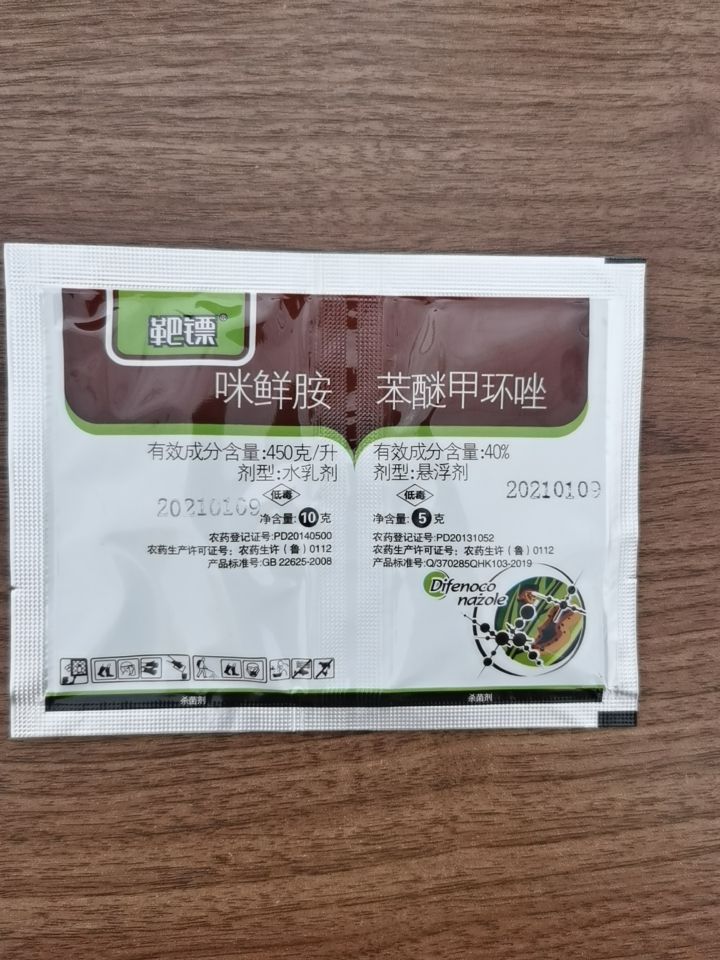 靶镖®
咪鲜胺
有效成分含量:450克/升
剂型:水乳剂
低毒
20210109
净含量:10克
农药登记证号:PD20140500
农药生产许可证号：农药生许（鲁）0112
产品标准号:GB 22625-2008
杀菌剂
苯醚甲环唑
有效成分含量:40%
剂型:悬浮剂
低毒
20210109
净含量:5克
农药登记证号:PD20131052
农药生产许可证号：农药生许（鲁）0112
产品标准号:Q/370285QHK103-2019
Difenoco
nazole
杀菌剂